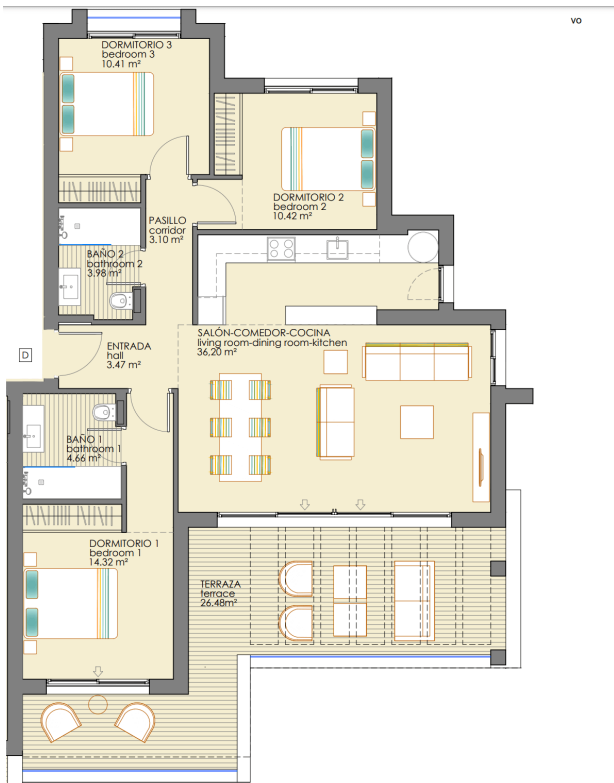 vo
DORMITORIO 3
bedroom 3
10.41 m²
DORMITORIO 2
bedroom 2
10.42 m²
PASILLO
corridor
3.10 m²
BAÑO 2
bathroom 2
3.98 m²
ENTRADA
hall
3.47 m²
SALÓN-COMEDOR-COCINA
living room-dining room-kitchen
36,20 m²
D
BAÑO 1
bathroom 1
4.66 m²
DORMITORIO 1
bedroom 1
14.32 m²
TERRAZA
terrace
26.48m²